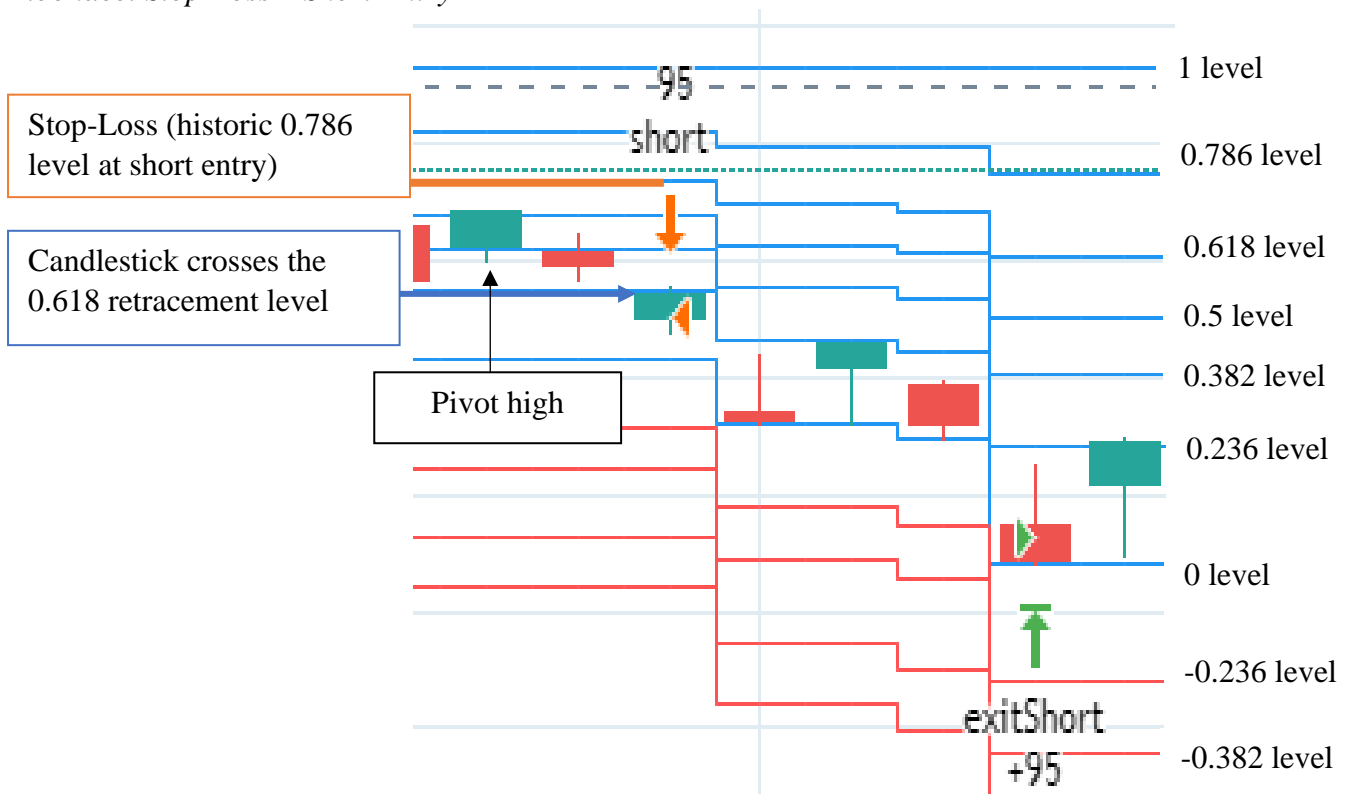 1 level
95
short
Stop-Loss (historic 0.786
level at short entry)
0.786 level
Candlestick crosses the
0.618 retracement level
0.618 level
0.5 level
0.382 level
Pivot high
0.236 level
0 level
-0.236 level
exitShort
+95
-0.382 level